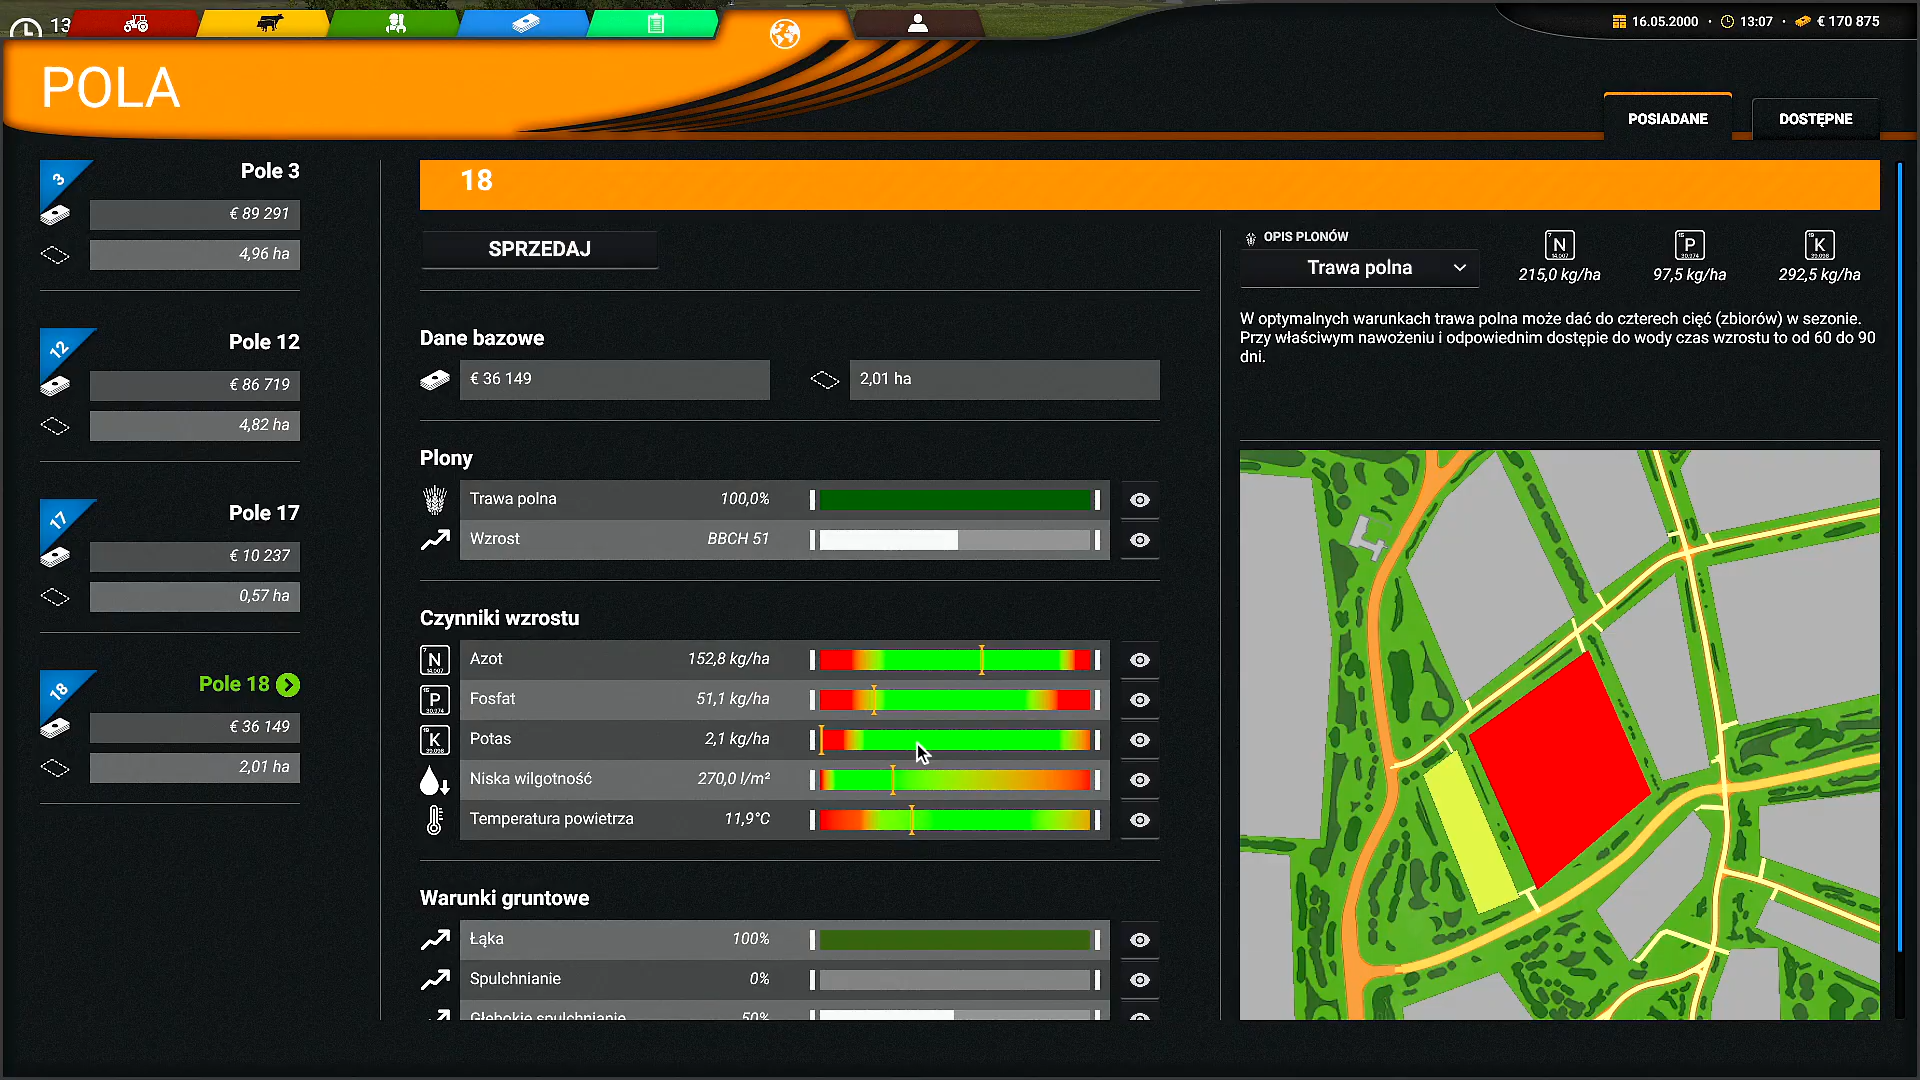 13
16.05.2000 · 13:07 · € 170 875
POLA
POSIADANE
DOSTĘPNE
3
Pole 3
€ 89 291
4,96 ha
12
Pole 12
€ 86 719
4,82 ha
17
Pole 17
€ 10 237
0,57 ha
18
Pole 18
€ 36 149
2,01 ha
18
SPRZEDAJ
Dane bazowe
€ 36 149
2,01 ha
Plony
Trawa polna 100,0%
Wzrost BBCH 51
Czynniki wzrostu
N Azot 152,8 kg/ha
P Fosfat 51,1 kg/ha
K Potas 2,1 kg/ha
Niska wilgotność 270,0 l/m²
Temperatura powietrza 11,9°C
Warunki gruntowe
Łąka 100%
Spulchnianie 0%
Głębokie spulchnianie 50%
OPIS PLONÓW
Trawa polna
N
215,0 kg/ha
P
97,5 kg/ha
K
292,5 kg/ha
W optymalnych warunkach trawa polna może dać do czterech cięć (zbiorów) w sezonie.
Przy właściwym nawożeniu i odpowiednim dostępie do wody czas wzrostu to od 60 do 90
dni.